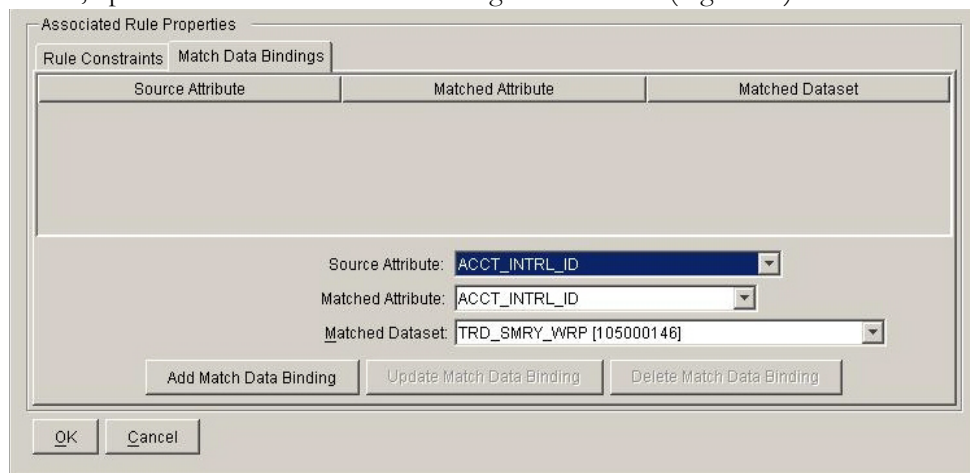 Associated Rule Properties
Rule Constraints Match Data Bindings
Source Attribute Matched Attribute Matched Dataset
Source Attribute: ACCT_INTRL_ID
Matched Attribute: ACCT_INTRL_ID
Matched Dataset: TRD_SMRY_WRP [105000146]
Add Match Data Binding Update Match Data Binding Delete Match Data Binding
OK Cancel